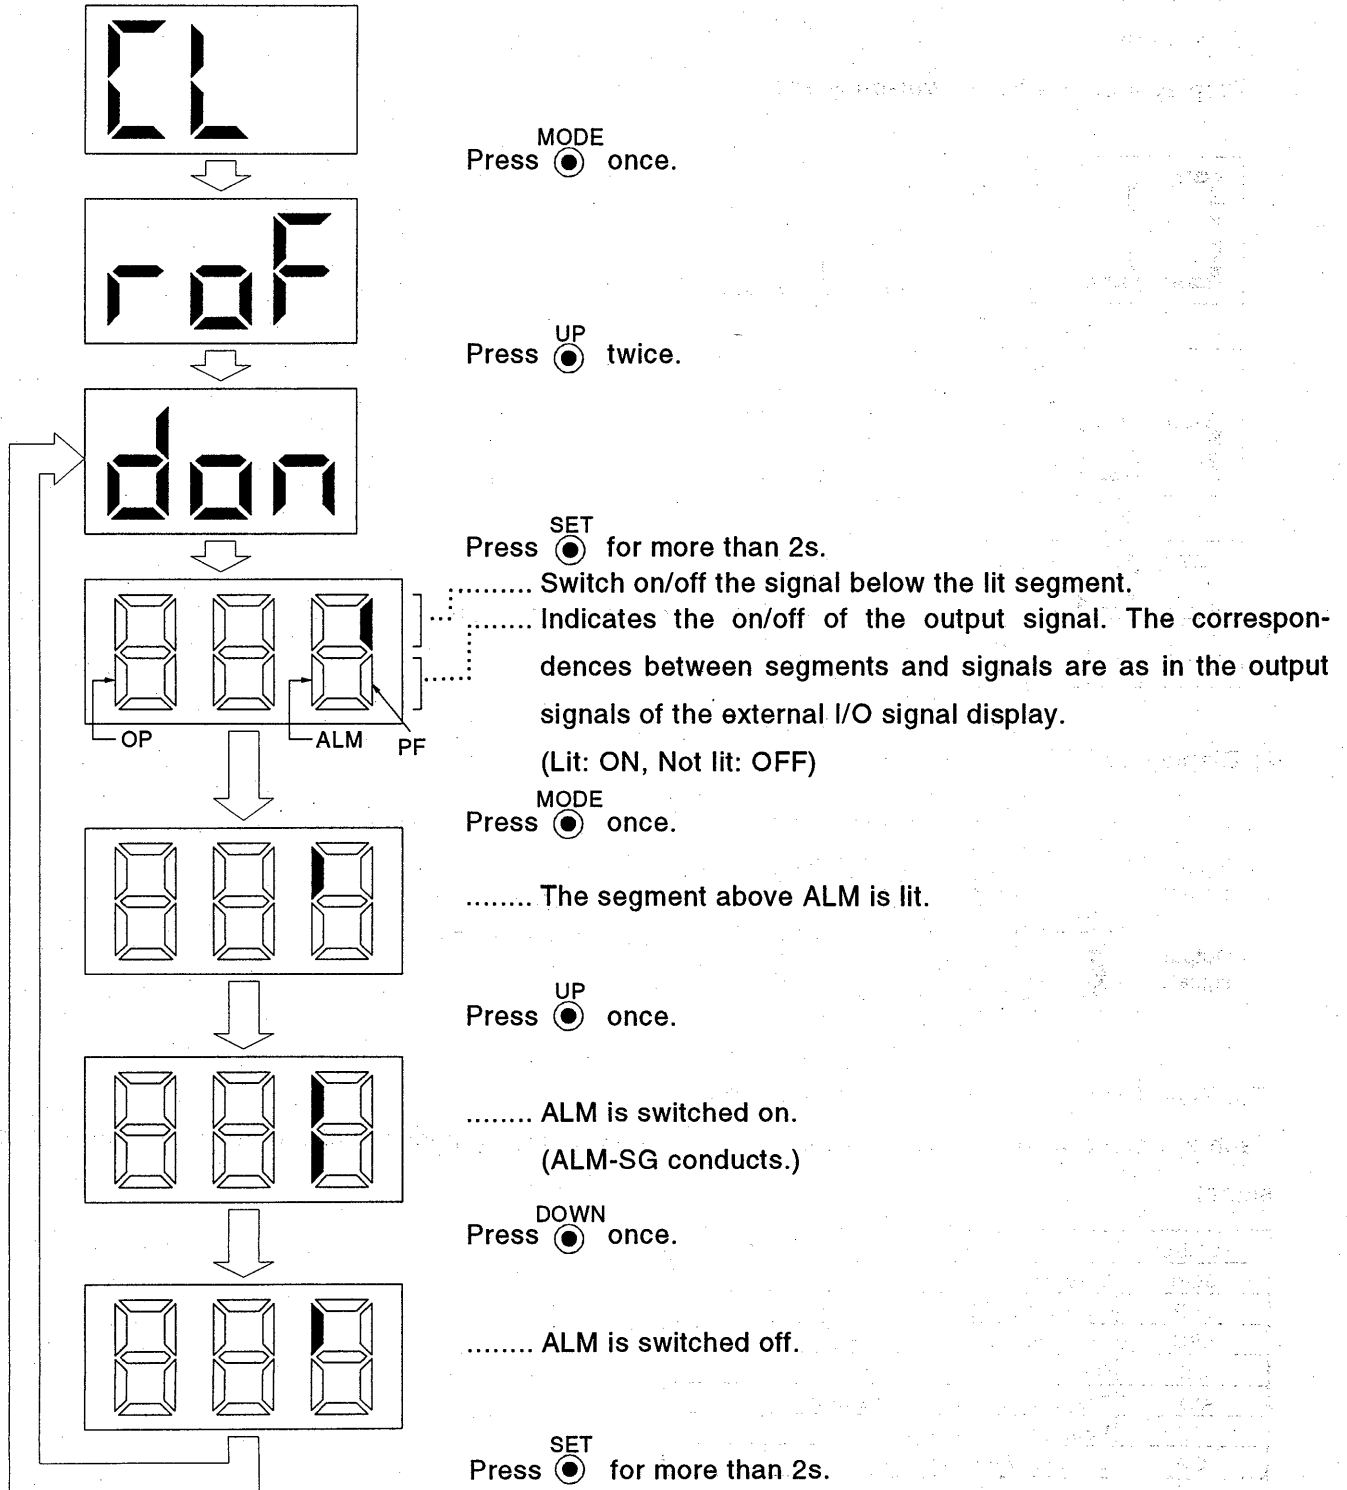 CL
MODE
Press once.
roF
UP
Press twice.
don
SET
Press for more than 2s.
......... Switch on/off the signal below the lit segment.
........ Indicates the on/off of the output signal. The correspon-
dences between segments and signals are as in the output
signals of the external I/O signal display.
(Lit: ON, Not lit: OFF)
OP ALM PF
MODE
Press once.
........ The segment above ALM is lit.
UP
Press once.
........ ALM is switched on.
(ALM-SG conducts.)
DOWN
Press once.
........ ALM is switched off.
SET
Press for more than 2s.